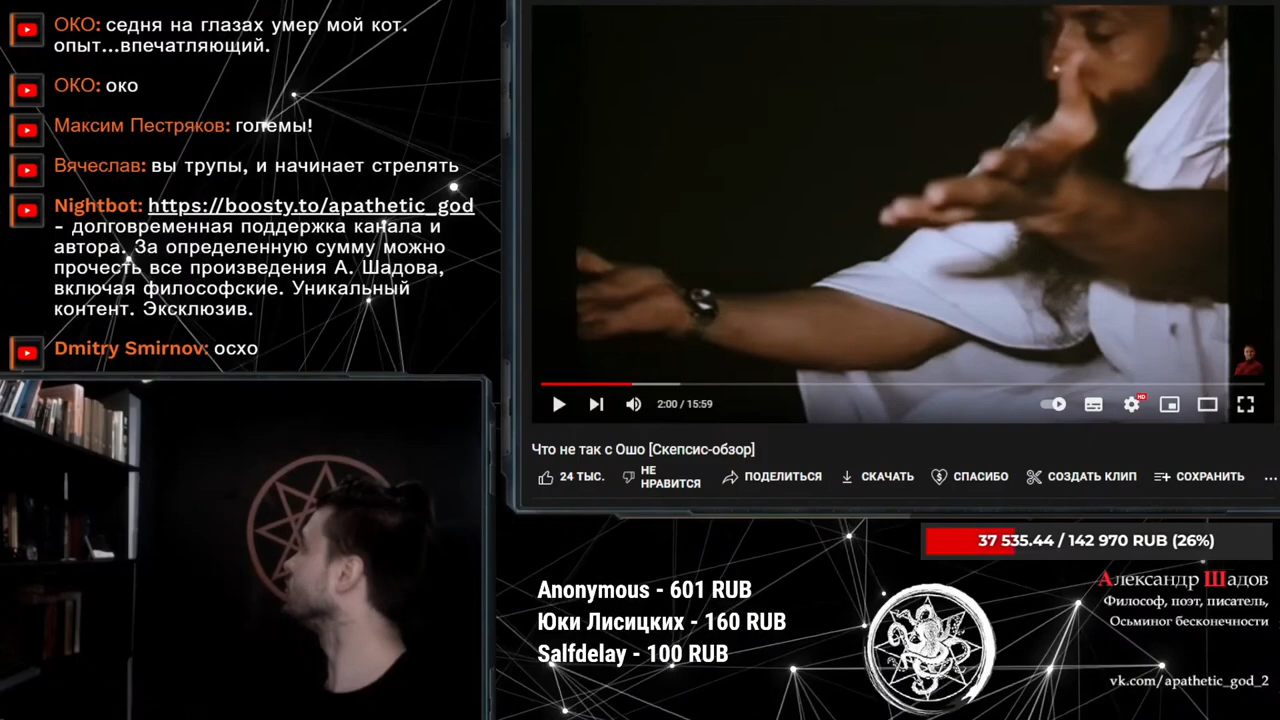 ОКО: седня на глазах умер мой кот.
опыт...впечатляющий.
ОКО: око
Максим Пестряков: големы!
Вячеслав: вы трупы, и начинает стрелять
Nightbot: https://boosty.to/apathetic_god
- долговременная поддержка канала и
автора. За определенную сумму можно
прочесть все произведения А. Шадова,
включая философские. Уникальный
контент. Эксклюзив.
Dmitry Smirnov: осхо
2:00 / 15:59
HD
Что не так с Ошо [Скепсис-обзор]
24 ТЫС.
НЕ
НРАВИТСЯ
ПОДЕЛИТЬСЯ
СКАЧАТЬ
СПАСИБО
СОЗДАТЬ КЛИП
СОХРАНИТЬ
...
37 535.44 / 142 970 RUB (26%)
Anonymous - 601 RUB
Юки Лисицких - 160 RUB
Salfdelay - 100 RUB
Александр Шадов
Философ, поэт, писатель,
Осьминог бесконечности
vk.com/apathetic_god_2